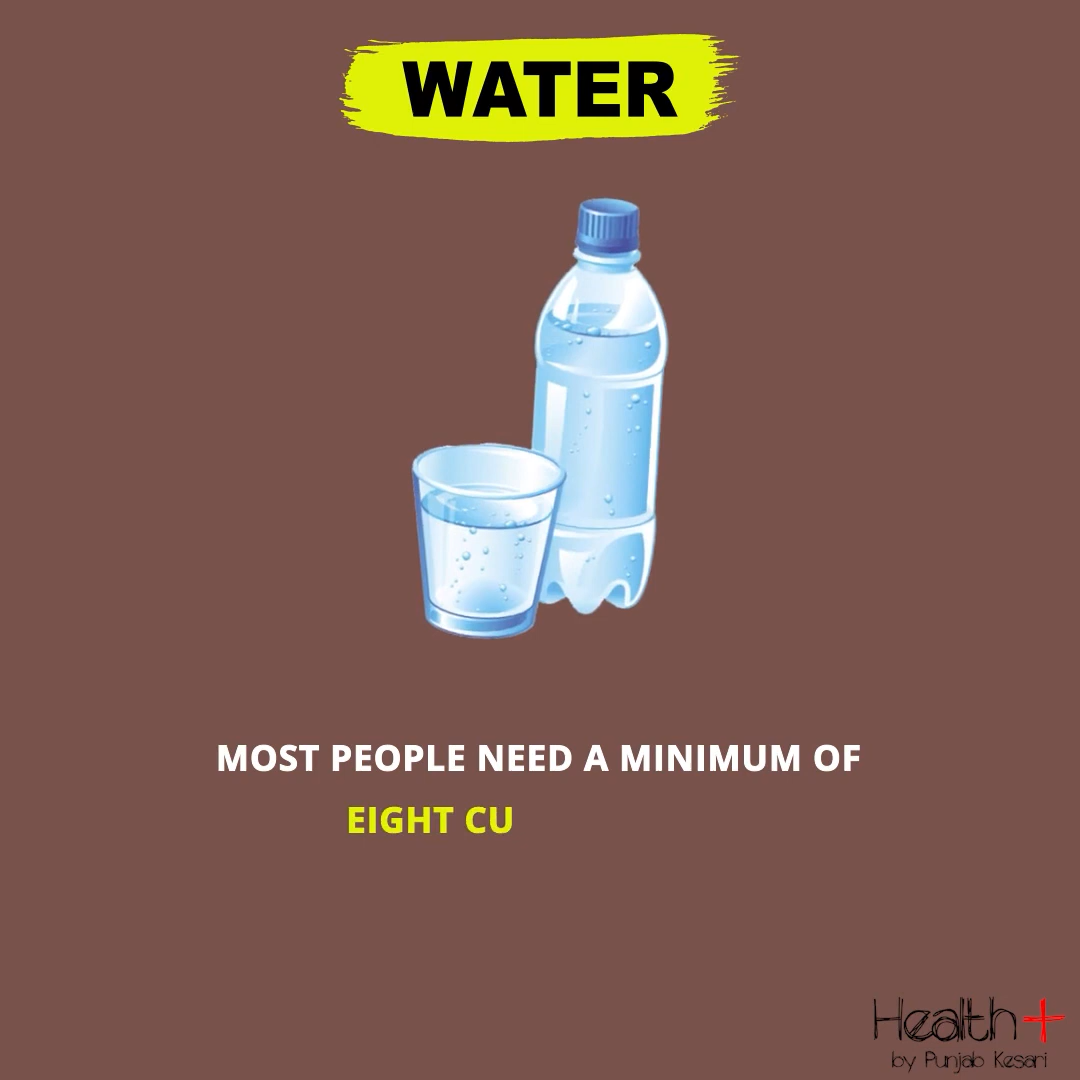 WATER
MOST PEOPLE NEED A MINIMUM OF
EIGHT CU
Health+
by Punjab Kesari